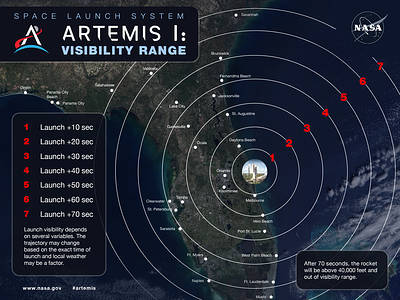 SPACE LAUNCH SYSTEM
ARTEMIS I:
VISIBILITY RANGE
NASA
Savannah
Brunswick
Valdosta
Fernandina Beach
Tallahassee
Destin
Panama City
Beach
Panama City
Jacksonville
Lake City
St. Augustine
Gainesville
Ocala
Daytona Beach
Orlando
Kissimmee
Melbourne
Clearwater
Tampa
St. Petersburg
Sarasota
Vero Beach
Port St. Lucie
Ft. Myers
West Palm Beach
Naples
Ft. Lauderdale
Miami
1
2
3
4
5
6
7
1 Launch +10 sec
2 Launch +20 sec
3 Launch +30 sec
4 Launch +40 sec
5 Launch +50 sec
6 Launch +60 sec
7 Launch +70 sec
Launch visibility depends
on several variables. The
trajectory may change
based on the exact time of
launch and local weather
may be a factor.
After 70 seconds, the rocket
will be above 40,000 feet and
out of visibility range.
www.nasa.gov #artemis